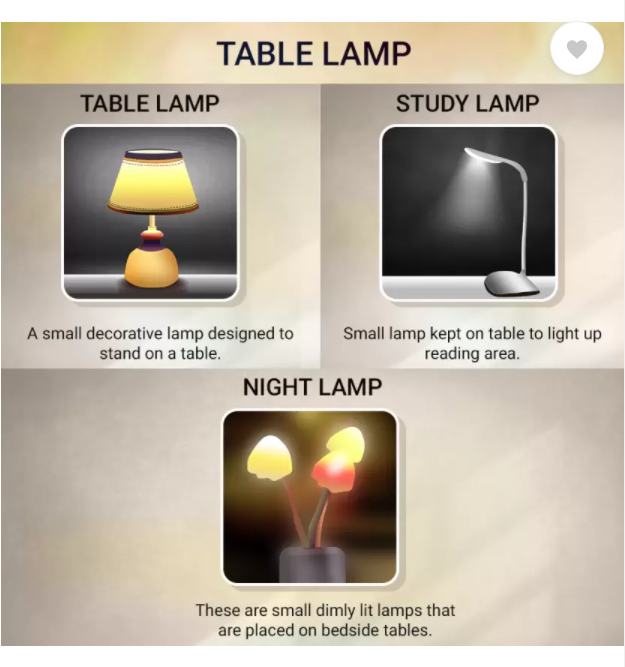 TABLE LAMP
TABLE LAMP
STUDY LAMP
A small decorative lamp designed to
stand on a table.
Small lamp kept on table to light up
reading area.
NIGHT LAMP
These are small dimly lit lamps that
are placed on bedside tables.